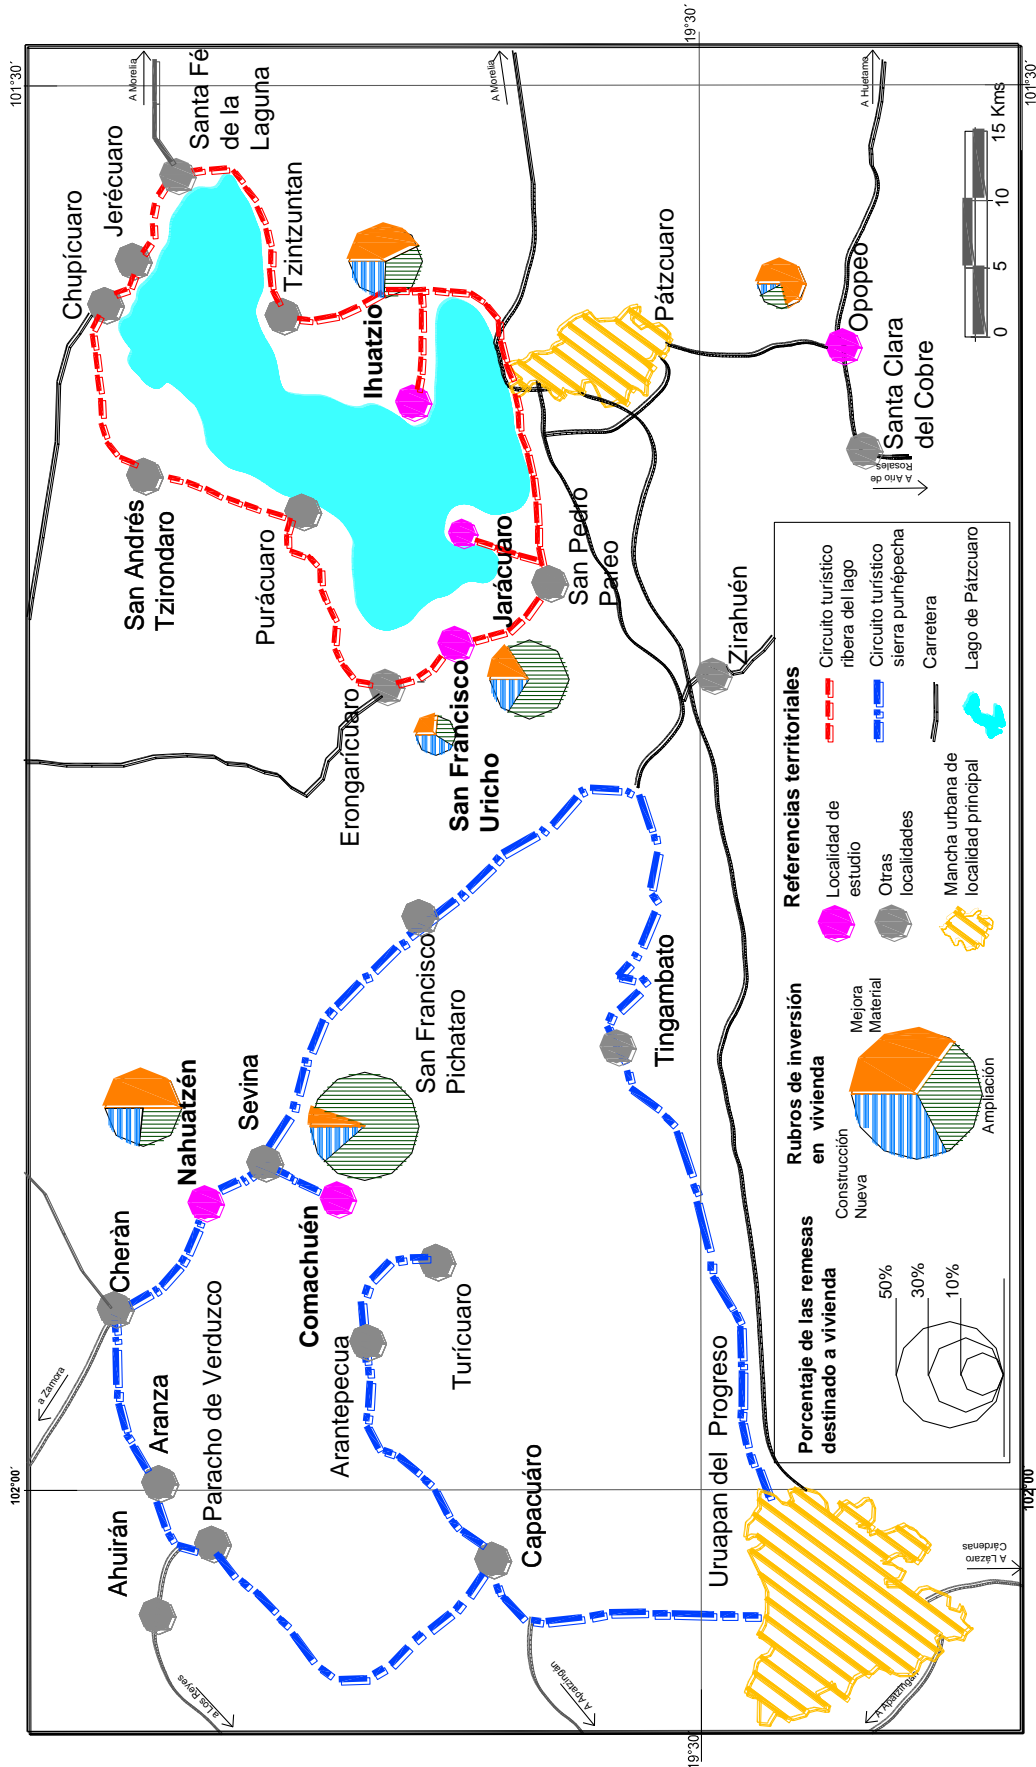 101°30´
19°30´
A Morelia
Santa Fé
de la
Laguna
Jerécuaro
Chupícuaro
Tzintzuntan
Ihuatzio
A Morelia
A Huetamo
Pátzcuaro
Opopeo
Santa Clara
del Cobre
A Ario de
Rosales
San Andrés
Tzirondaro
Purácuaro
Erongarícuaro
San Francisco
Uricho
Jarácuaro
San Pedro
Pareo
Zirahuén
San Francisco
Pichataro
Tingambato
Sevina
Nahuatzén
Comachuén
Cheràn
a Zamora
Aranza
Paracho de Verduzco
Ahuirán
a Los Reyes
Arantepecua
Turícuaro
Capacuáro
A Apatzingán
Uruapan del Progreso
A Apatzingán
A Lázaro
Cárdenas
102°00´
102°00´
19°30´
101°30´
0
5
10
15 Kms
Porcentaje de las remesas
destinado a vivienda
50%
30%
10%
Rubros de inversión
en vivienda
Construcción
Nueva
Mejora
Material
Ampliación
Referencias territoriales
Localidad de
estudio
Otras
localidades
Mancha urbana de
localidad principal
Circuito turístico
ribera del lago
Circuito turístico
sierra purhépecha
Carretera
Lago de Pátzcuaro